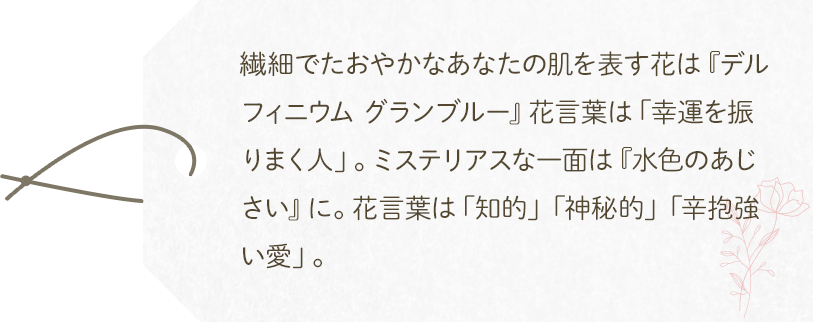 繊細でたおやかなあなたの肌を表す花は『デル
フィニウム グランブルー』花言葉は「幸運を振
りまく人」。ミステリアスな一面は『水色のあじ
さい』に。花言葉は「知的」「神秘的」「辛抱強
い愛」。